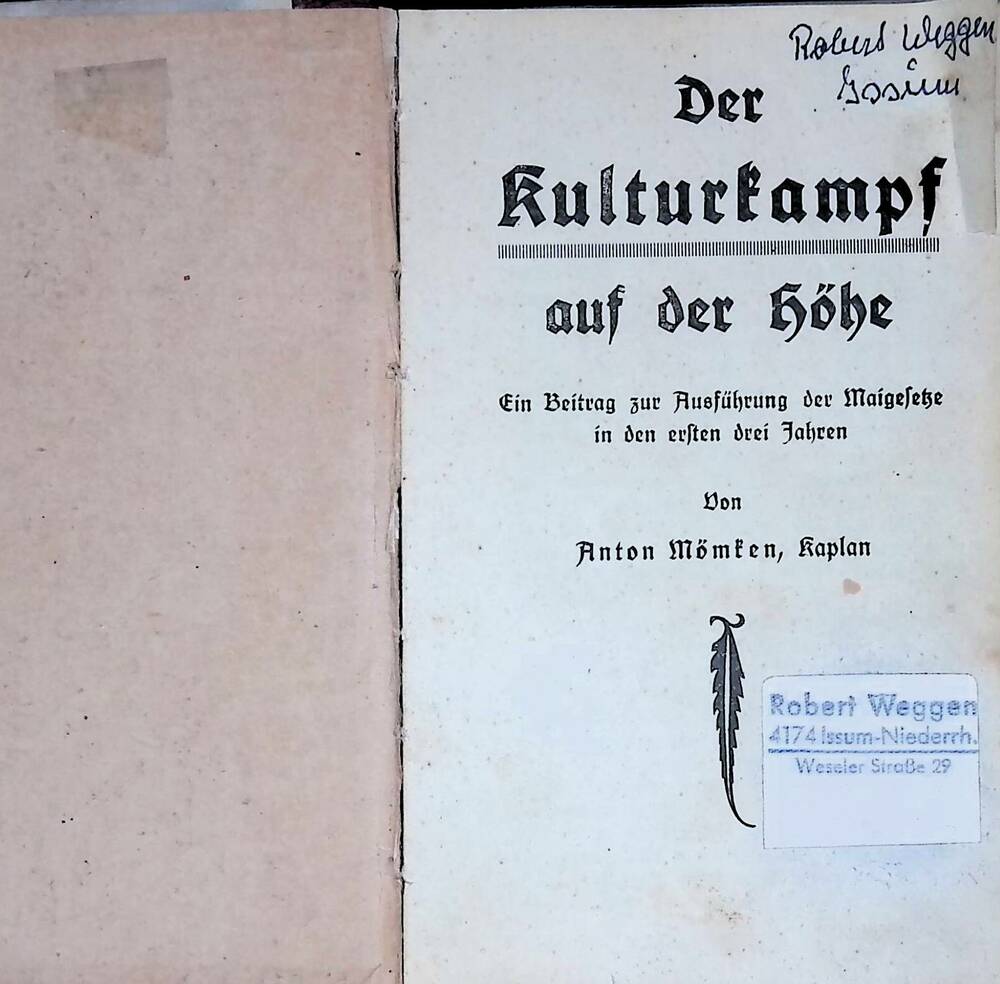 Robert Weggen
Issum
Der
Kulturkampf
auf der Höhe
Ein Beitrag zur Ausführung der Maigesetze
in den ersten drei Jahren
Von
Anton Mömken, Kaplan
Robert Weggen
4174 Issum-Niederrh.
Weseler Straße 29